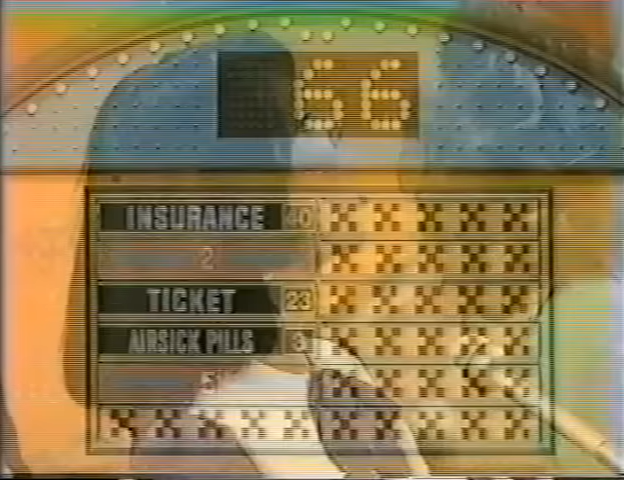 66
INSURANCE 40
2
TICKET 23
AIRSICK PILLS 3
5